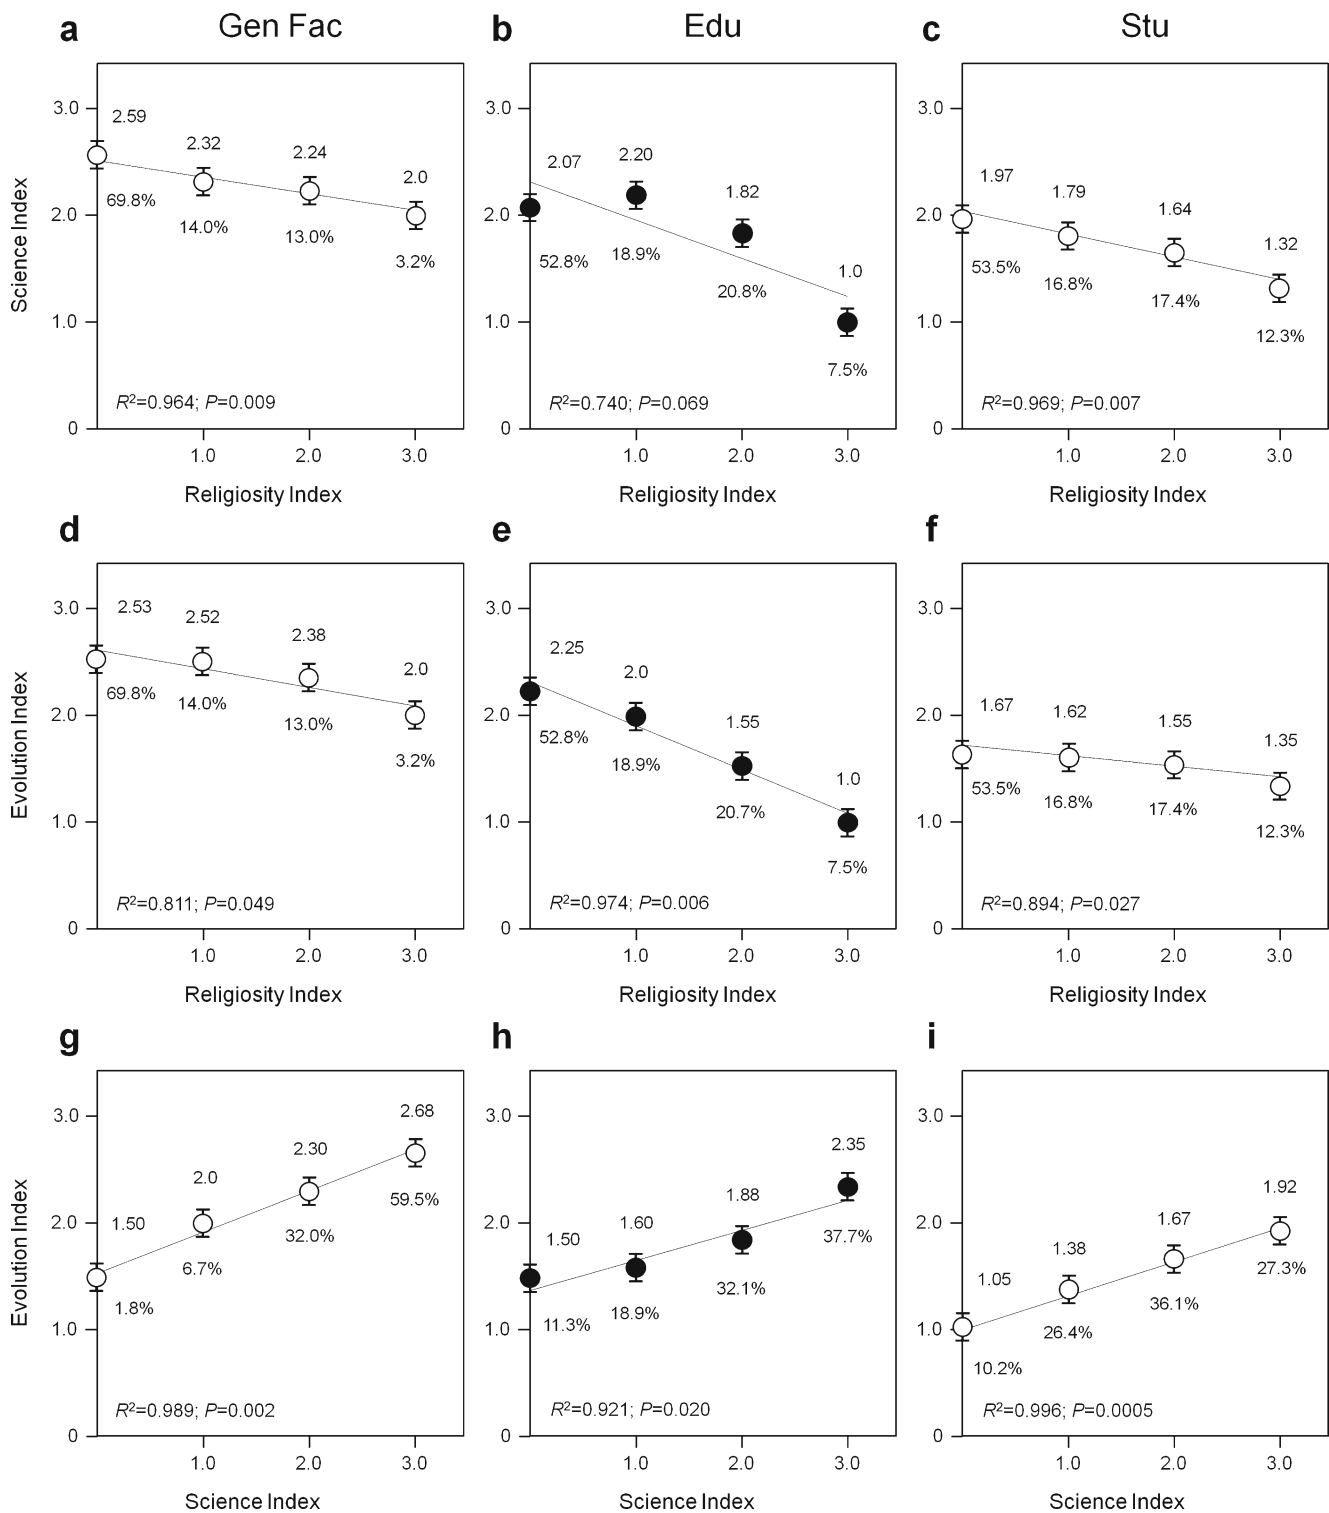 Gen Fac
Edu
Stu
a
b
c
Science Index
3.0
2.0
1.0
0
2.59
2.32
2.24
2.0
69.8%
14.0%
13.0%
3.2%
R²=0.964; P=0.009
1.0 2.0 3.0
Religiosity Index
3.0
2.0
1.0
0
2.07
2.20
1.82
1.0
52.8%
18.9%
20.8%
7.5%
R²=0.740; P=0.069
1.0 2.0 3.0
Religiosity Index
3.0
2.0
1.0
0
1.97
1.79
1.64
1.32
53.5%
16.8%
17.4%
12.3%
R²=0.969; P=0.007
1.0 2.0 3.0
Religiosity Index
d
e
f
Evolution Index
3.0
2.0
1.0
0
2.53
2.52
2.38
2.0
69.8%
14.0%
13.0%
3.2%
R²=0.811; P=0.049
1.0 2.0 3.0
Religiosity Index
3.0
2.0
1.0
0
2.25
2.0
1.55
1.0
52.8%
18.9%
20.7%
7.5%
R²=0.974; P=0.006
1.0 2.0 3.0
Religiosity Index
3.0
2.0
1.0
0
1.67
1.62
1.55
1.35
53.5%
16.8%
17.4%
12.3%
R²=0.894; P=0.027
1.0 2.0 3.0
Religiosity Index
g
h
i
Evolution Index
3.0
2.0
1.0
0
1.50
2.0
2.30
2.68
1.8%
6.7%
32.0%
59.5%
R²=0.989; P=0.002
1.0 2.0 3.0
Science Index
3.0
2.0
1.0
0
1.50
1.60
1.88
2.35
11.3%
18.9%
32.1%
37.7%
R²=0.921; P=0.020
1.0 2.0 3.0
Science Index
3.0
2.0
1.0
0
1.05
1.38
1.67
1.92
10.2%
26.4%
36.1%
27.3%
R²=0.996; P=0.0005
1.0 2.0 3.0
Science Index